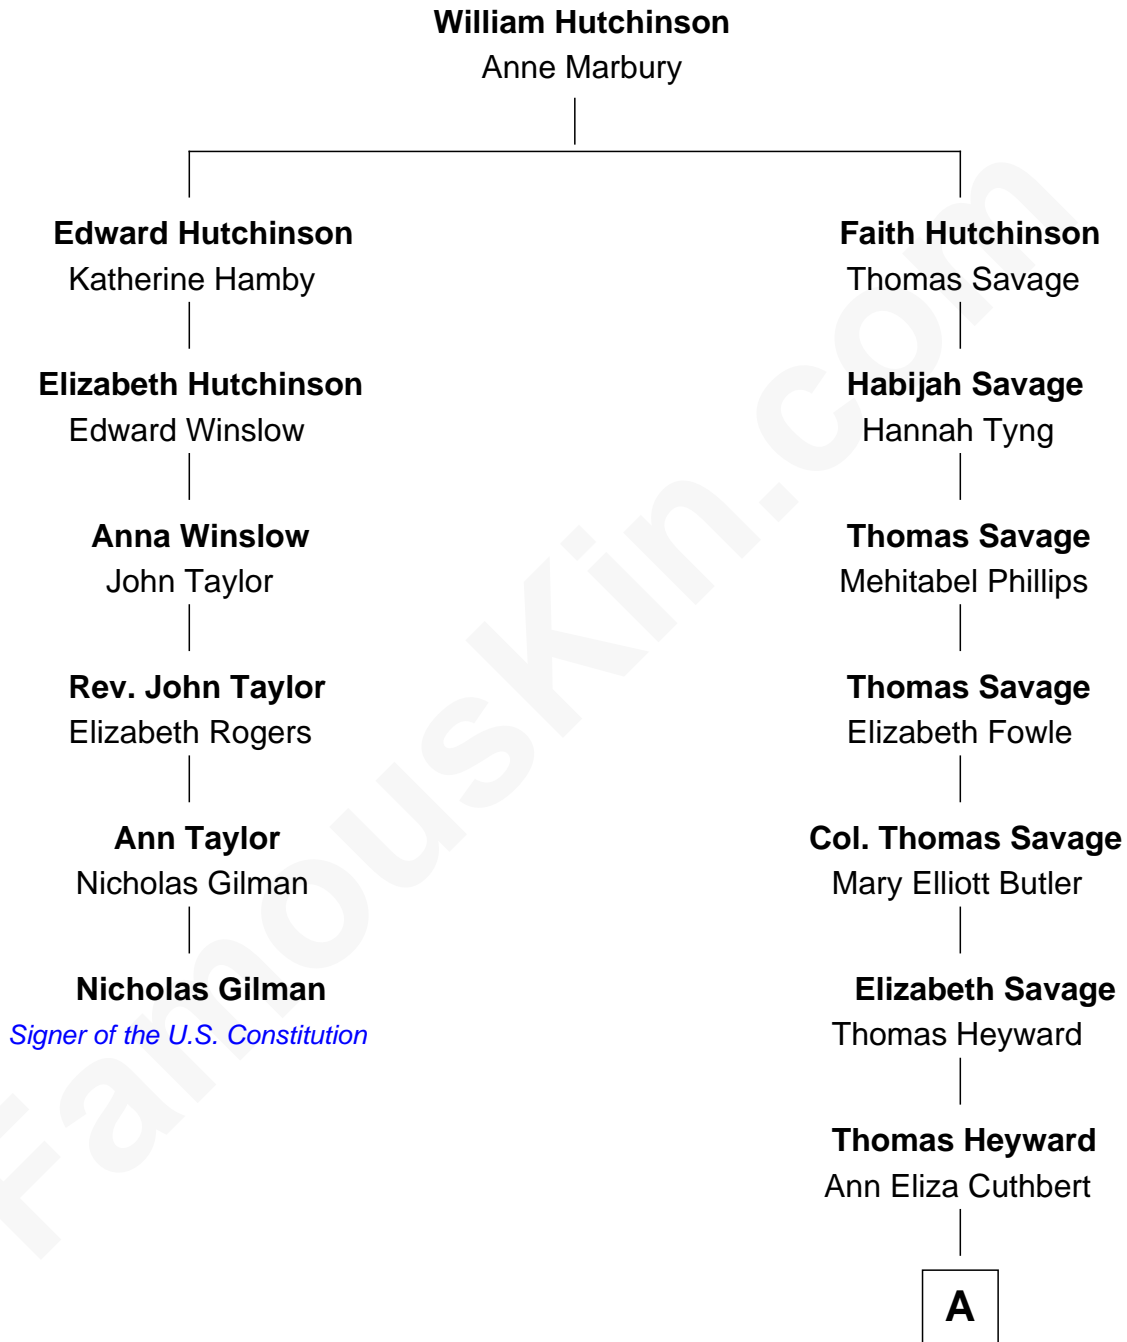 William Hutchinson
Anne Marbury
Edward Hutchinson
Katherine Hamby
Faith Hutchinson
Thomas Savage
Elizabeth Hutchinson
Edward Winslow
Habijah Savage
Hannah Tyng
Anna Winslow
John Taylor
Thomas Savage
Mehitabel Phillips
Rev. John Taylor
Elizabeth Rogers
Thomas Savage
Elizabeth Fowle
Ann Taylor
Nicholas Gilman
Col. Thomas Savage
Mary Elliott Butler
Nicholas Gilman
Signer of the U.S. Constitution
Elizabeth Savage
Thomas Heyward
Thomas Heyward
Ann Eliza Cuthbert
A
FamousKin.com